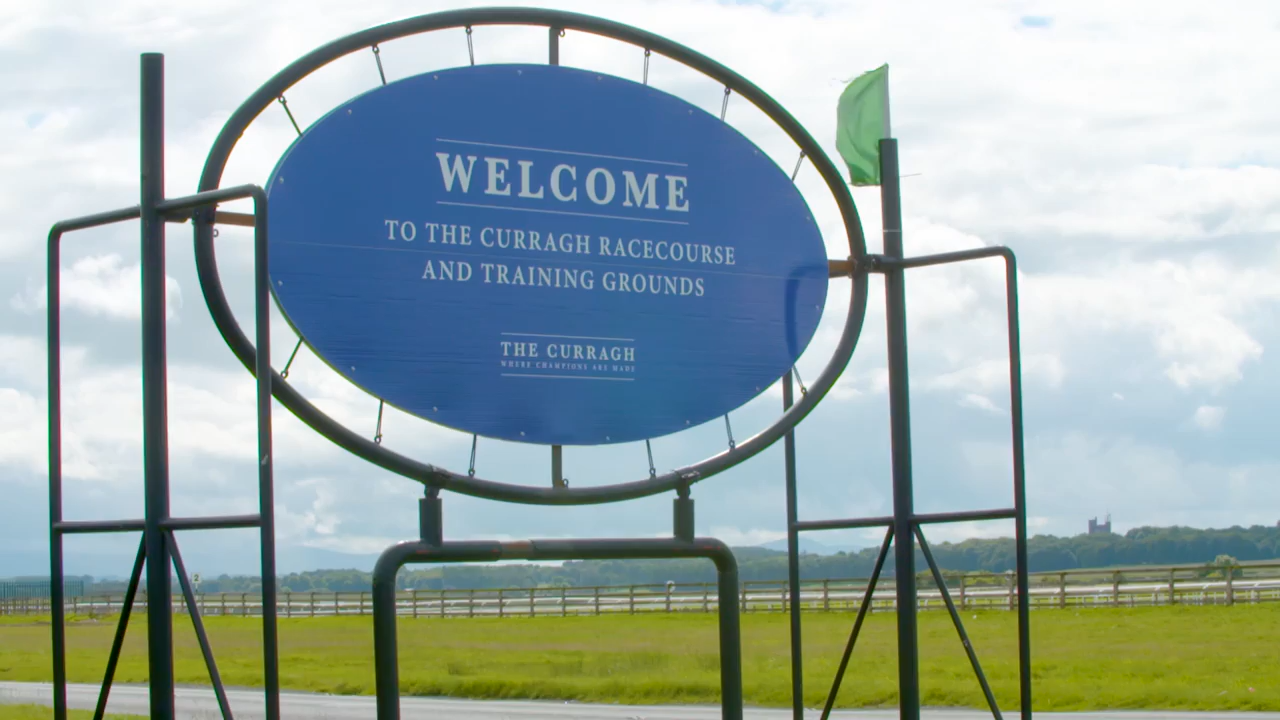 WELCOME
TO THE CURRAGH RACECOURSE
AND TRAINING GROUNDS
THE CURRAGH
WHERE CHAMPIONS ARE MADE